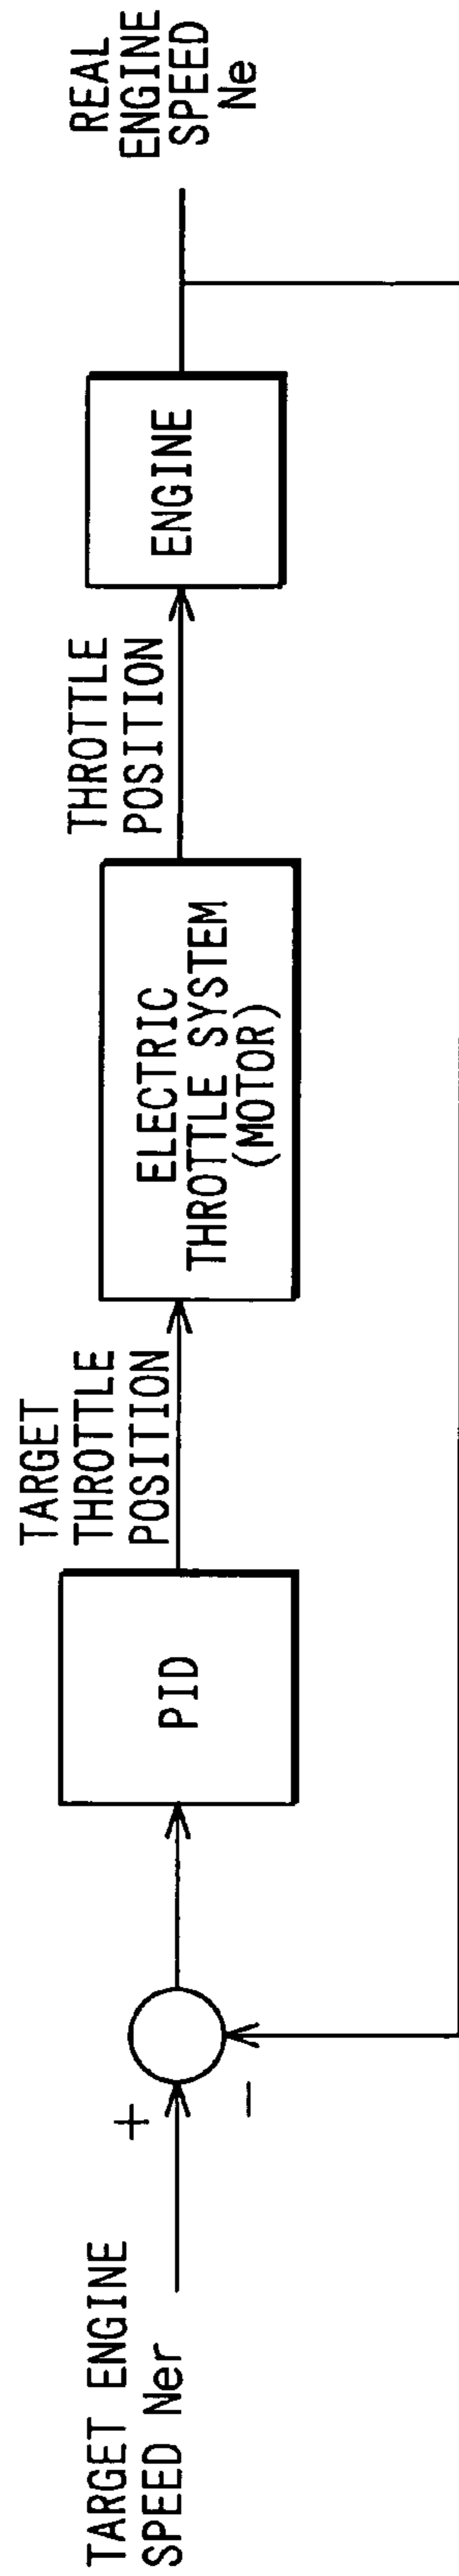 TARGET ENGINE
SPEED Ner
+
−
PID
TARGET
THROTTLE
POSITION
ELECTRIC
THROTTLE SYSTEM
(MOTOR)
THROTTLE
POSITION
ENGINE
REAL
ENGINE
SPEED
Ne